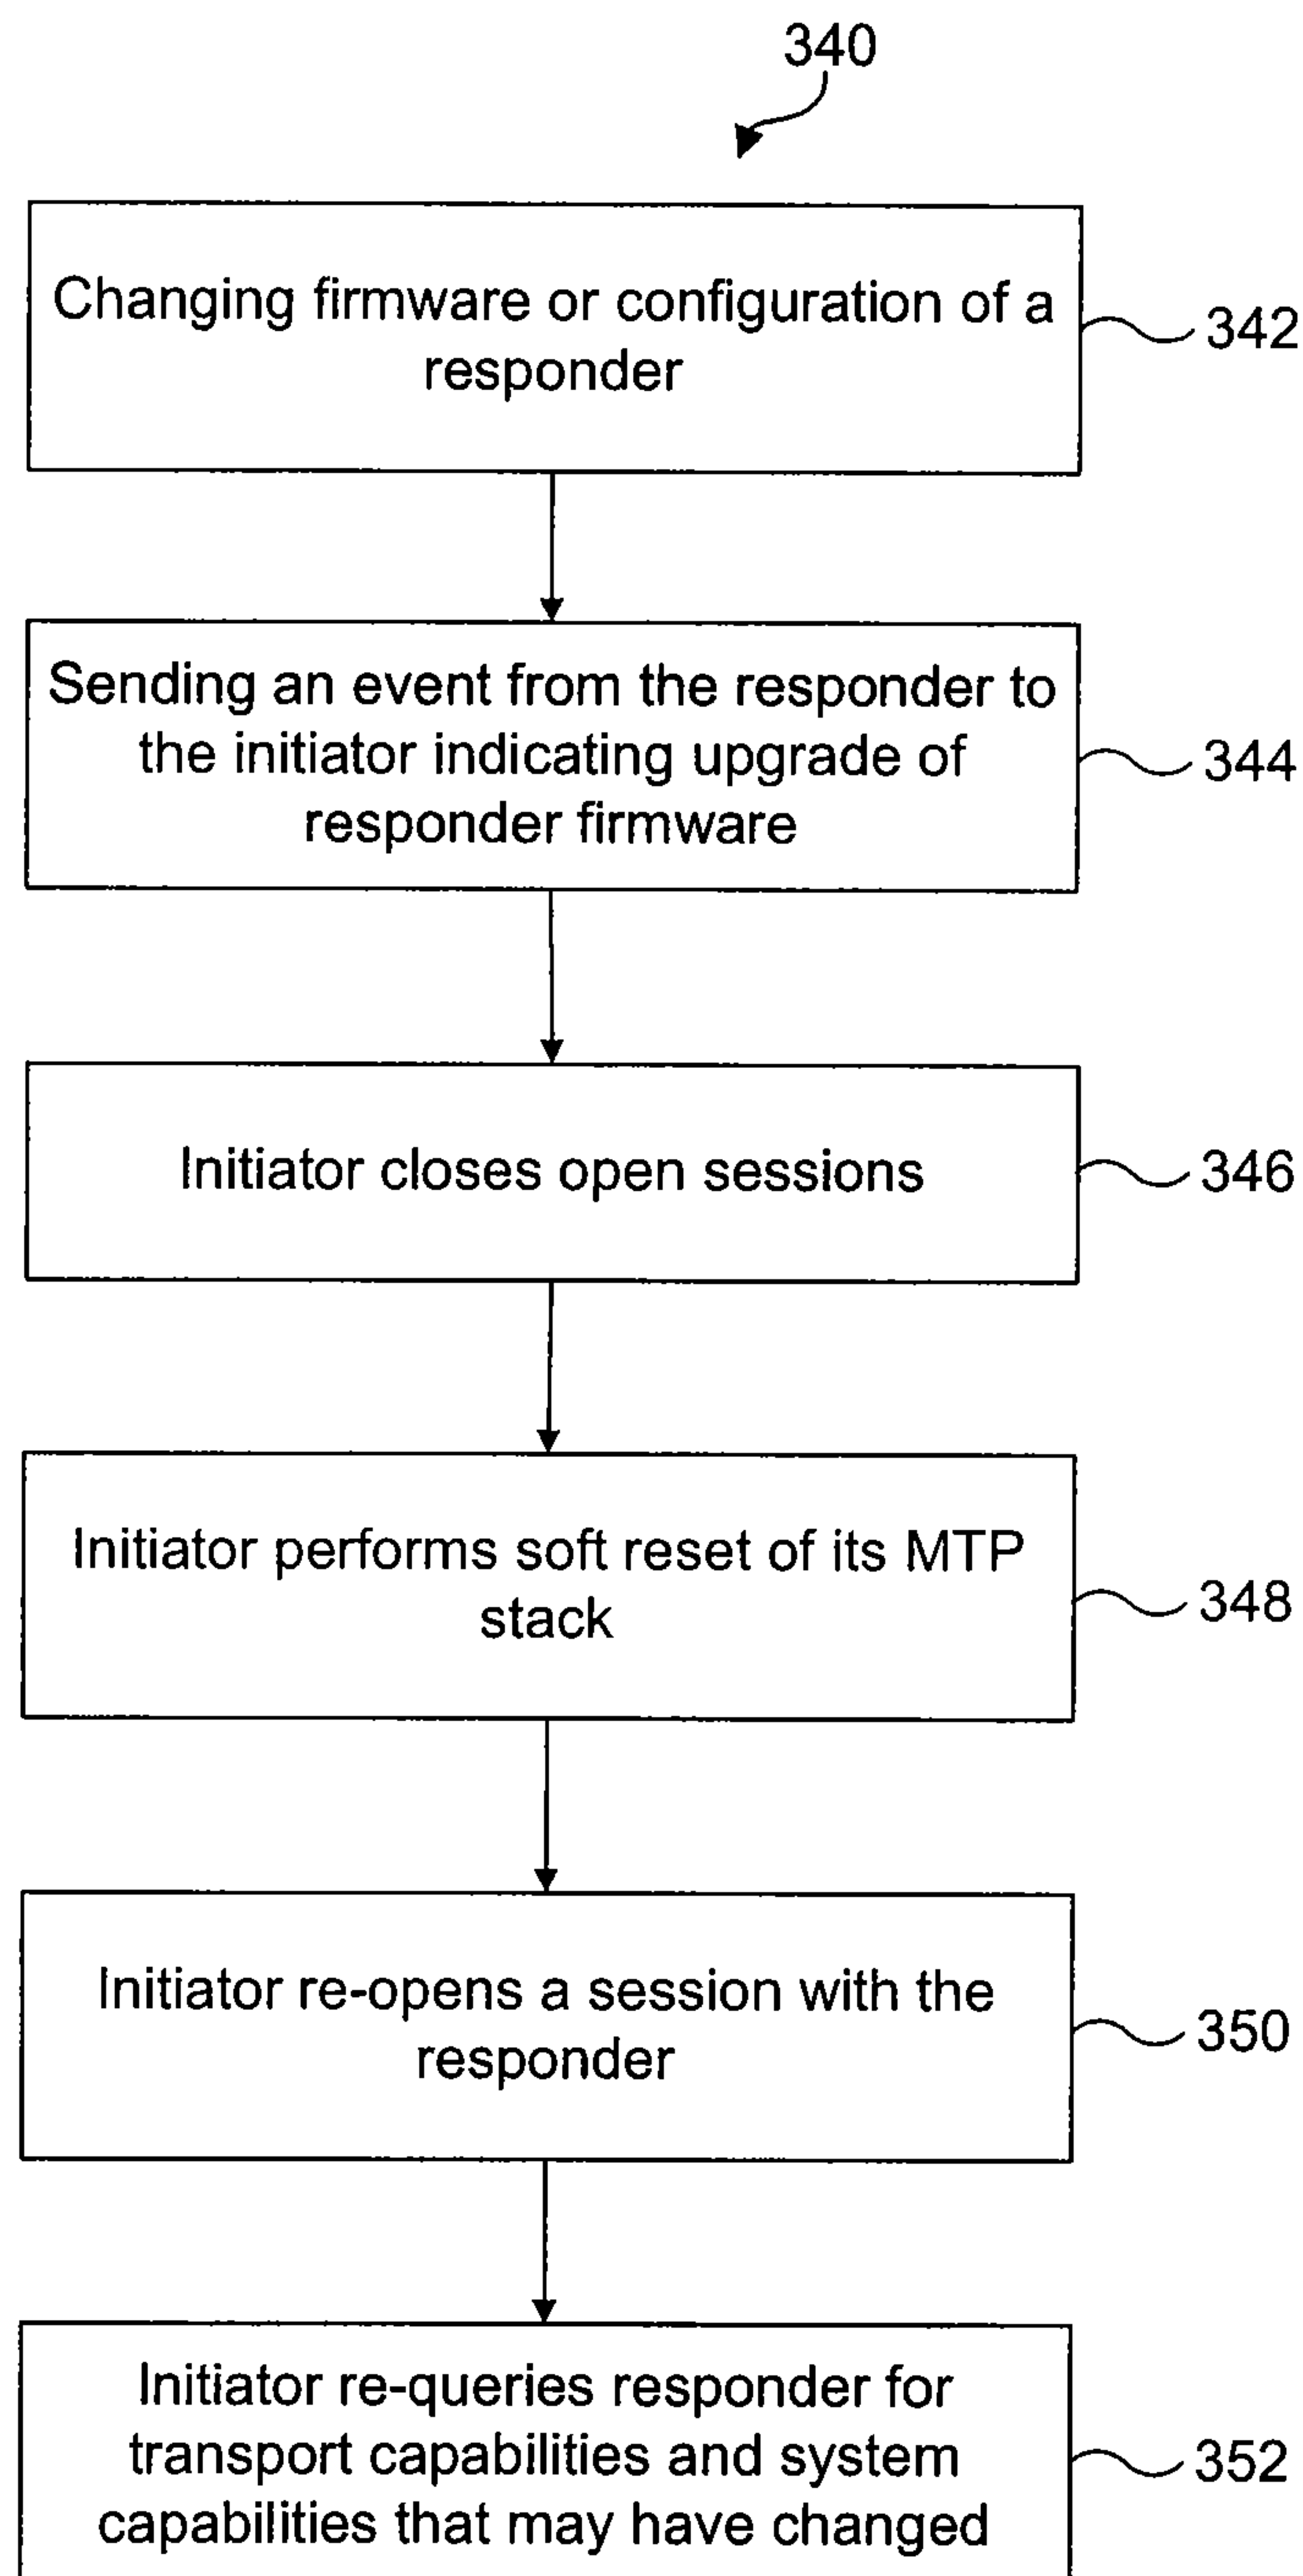 340
Changing firmware or configuration of a
responder
342
Sending an event from the responder to
the initiator indicating upgrade of
responder firmware
344
Initiator closes open sessions
346
Initiator performs soft reset of its MTP
stack
348
Initiator re-opens a session with the
responder
350
Initiator re-queries responder for
transport capabilities and system
capabilities that may have changed
352